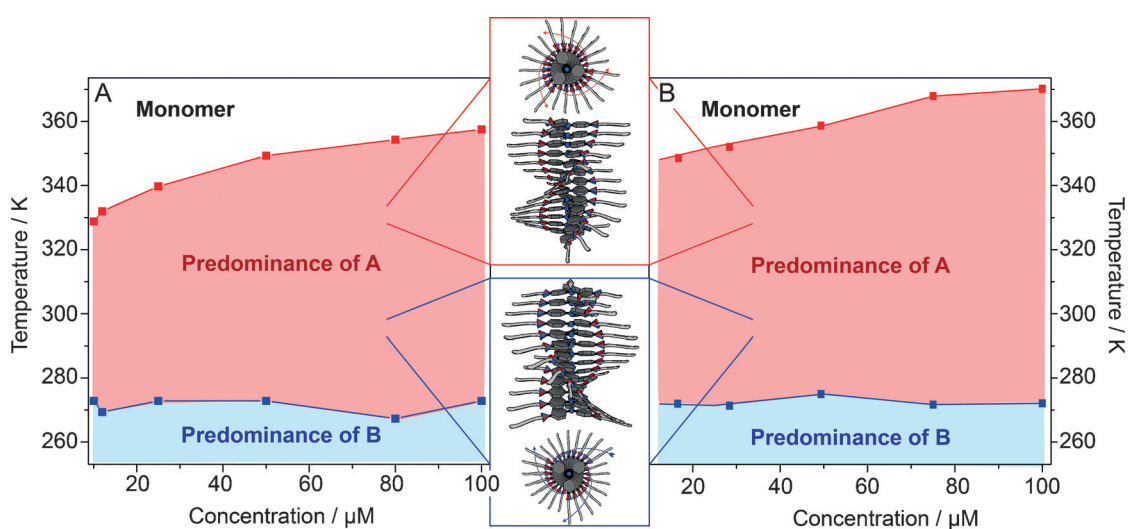 A
Monomer
Temperature / K
360
340
320
300
280
260
Predominance of A
Predominance of B
20
40
60
80
100
Concentration / µM
B
Monomer
Predominance of A
Predominance of B
360
340
320
300
280
260
Temperature / K
20
40
60
80
100
Concentration / µM